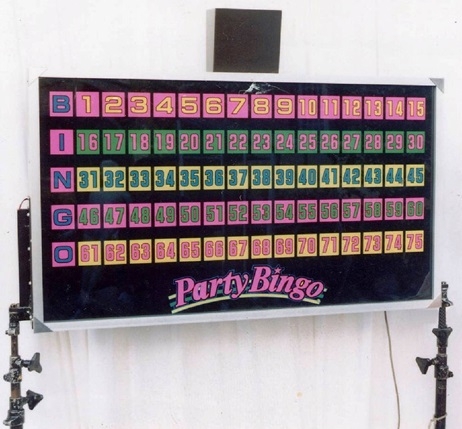 B 1 2 3 4 5 6 7 8 9 10 11 12 13 14 15
I 16 17 18 19 20 21 22 23 24 25 26 27 28 29 30
N 31 32 33 34 35 36 37 38 39 40 41 42 43 44 45
G 46 47 48 49 50 51 52 53 54 55 56 57 58 59 60
O 61 62 63 64 65 66 67 68 69 70 71 72 73 74 75
Party Bingo